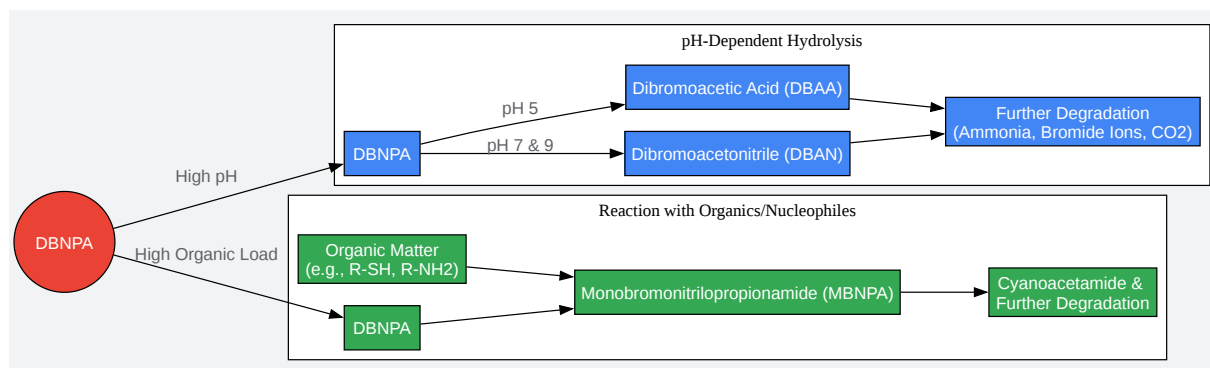 pH-Dependent Hydrolysis
Dibromoacetic Acid (DBAA)
pH 5
Further Degradation
(Ammonia, Bromide Ions, CO2)
DBNPA
pH 7 & 9
Dibromoacetonitrile (DBAN)
High pH
Reaction with Organics/Nucleophiles
DBNPA
High Organic Load
Organic Matter
(e.g., R-SH, R-NH2)
Monobromonitrilopropionamide (MBNPA)
Cyanoacetamide &
Further Degradation
DBNPA